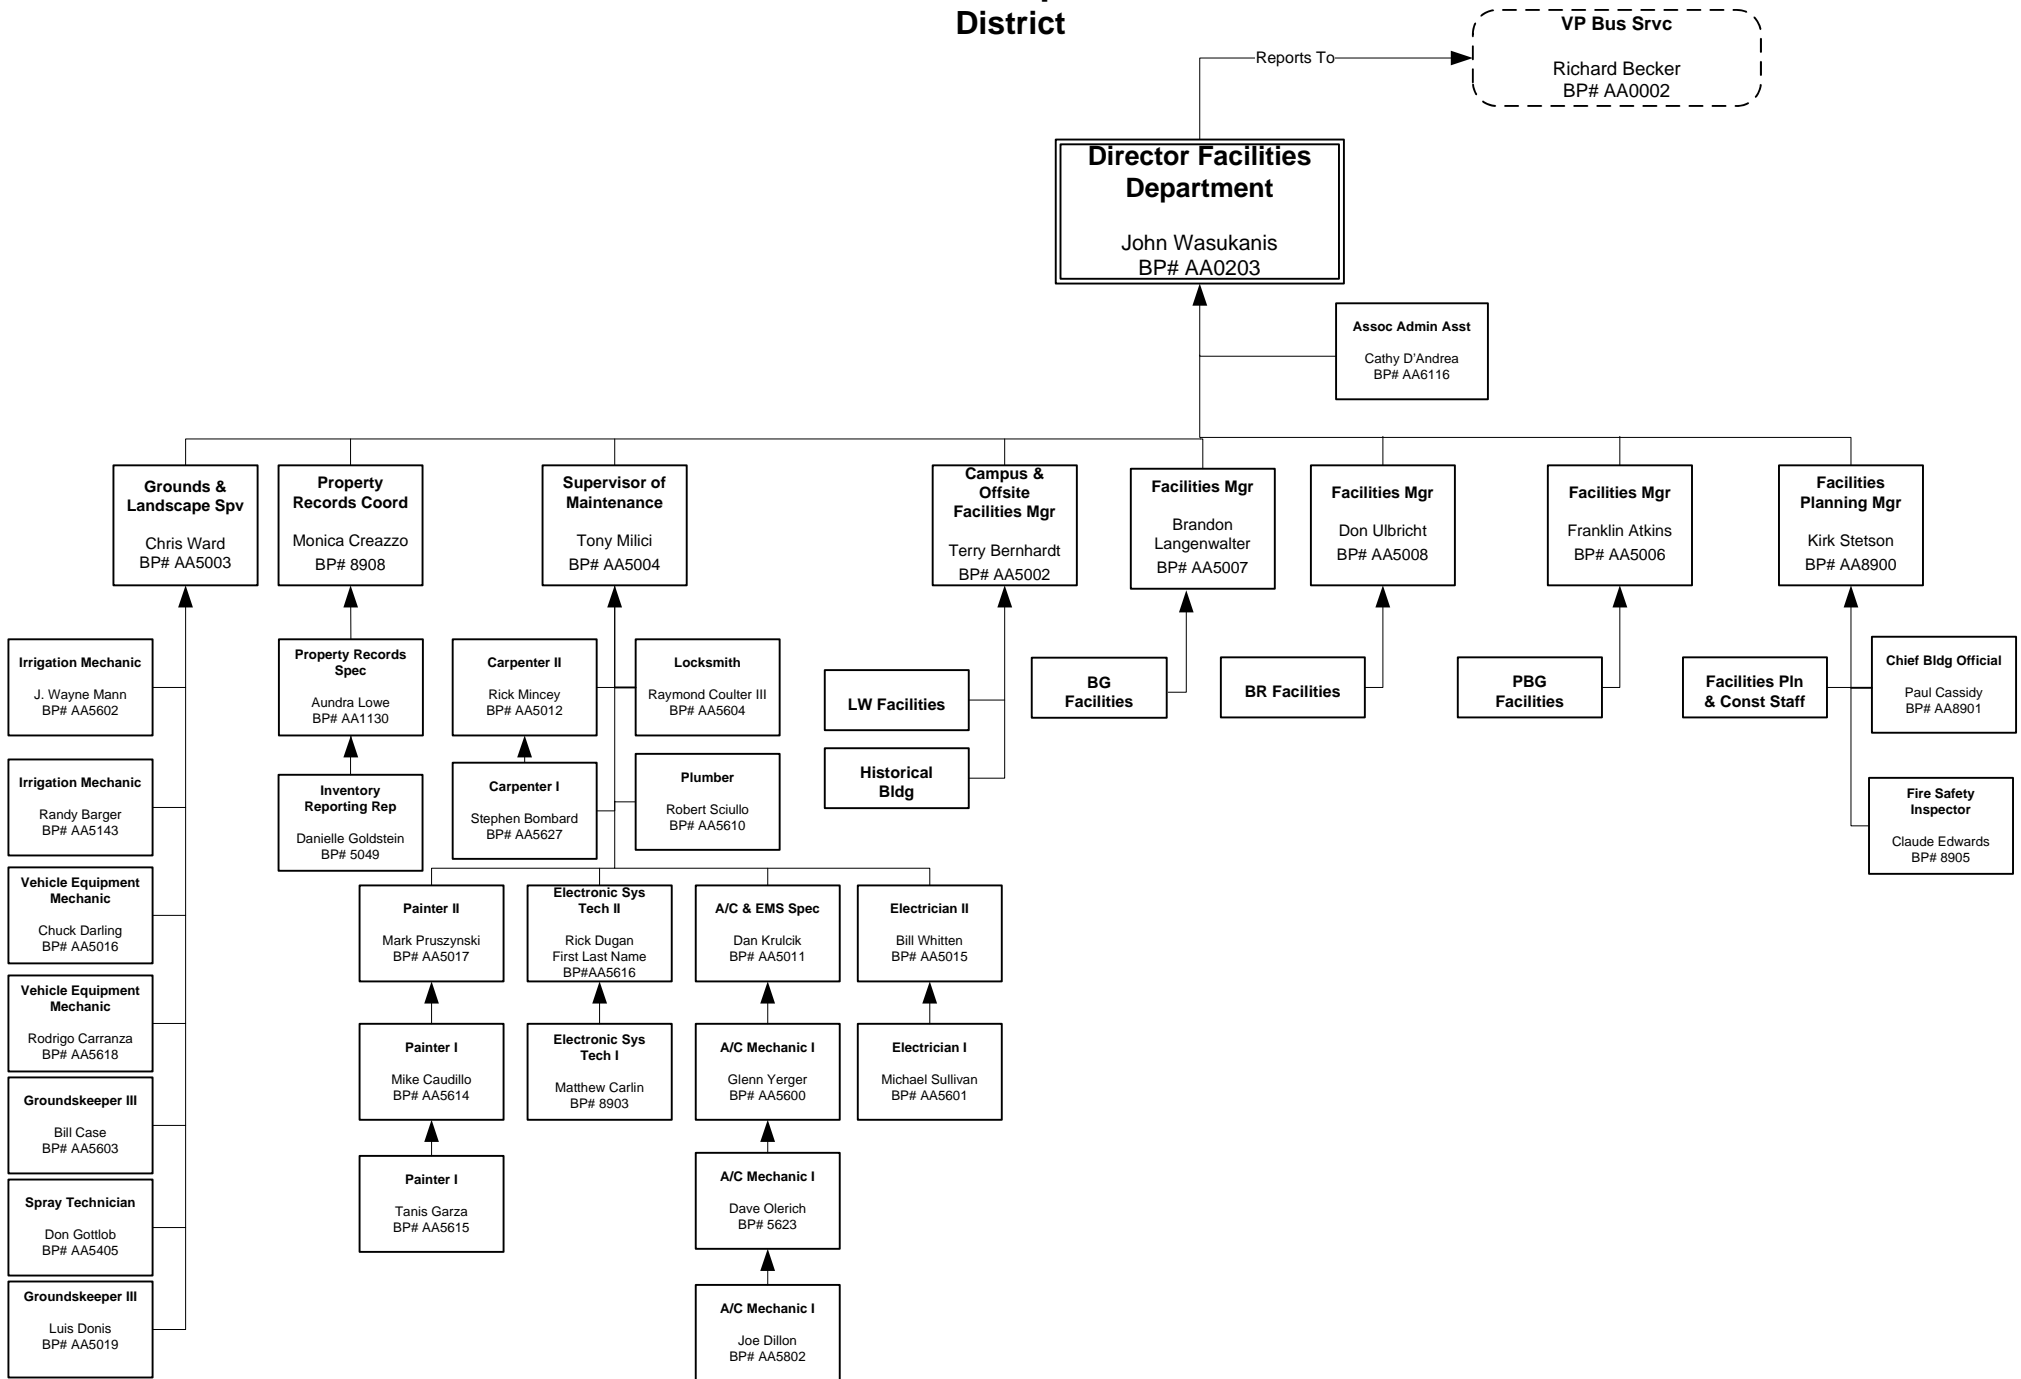 District
VP Bus Srvc
Richard Becker
BP# AA0002
Reports To
Director Facilities
Department
John Wasukanis
BP# AA0203
Assoc Admin Asst
Cathy D'Andrea
BP# AA6116
Grounds &
Landscape Spv
Chris Ward
BP# AA5003
Property
Records Coord
Monica Creazzo
BP# 8908
Supervisor of
Maintenance
Tony Milici
BP# AA5004
Campus &
Offsite
Facilities Mgr
Terry Bernhardt
BP# AA5002
Facilities Mgr
Brandon
Langenwalter
BP# AA5007
Facilities Mgr
Don Ulbricht
BP# AA5008
Facilities Mgr
Franklin Atkins
BP# AA5006
Facilities
Planning Mgr
Kirk Stetson
BP# AA8900
Irrigation Mechanic
J. Wayne Mann
BP# AA5602
Property Records
Spec
Aundra Lowe
BP# AA1130
Carpenter II
Rick Mincey
BP# AA5012
Locksmith
Raymond Coulter III
BP# AA5604
LW Facilities
BG
Facilities
BR Facilities
PBG
Facilities
Facilities Pln
& Const Staff
Chief Bldg Official
Paul Cassidy
BP# AA8901
Irrigation Mechanic
Randy Barger
BP# AA5143
Inventory
Reporting Rep
Danielle Goldstein
BP# 5049
Carpenter I
Stephen Bombard
BP# AA5627
Plumber
Robert Sciullo
BP# AA5610
Historical
Bldg
Fire Safety
Inspector
Claude Edwards
BP# 8905
Vehicle Equipment
Mechanic
Chuck Darling
BP# AA5016
Painter II
Mark Pruszynski
BP# AA5017
Electronic Sys
Tech II
Rick Dugan
First Last Name
BP#AA5616
A/C & EMS Spec
Dan Krulcik
BP# AA5011
Electrician II
Bill Whitten
BP# AA5015
Vehicle Equipment
Mechanic
Rodrigo Carranza
BP# AA5618
Painter I
Mike Caudillo
BP# AA5614
Electronic Sys
Tech I
Matthew Carlin
BP# 8903
A/C Mechanic I
Glenn Yerger
BP# AA5600
Electrician I
Michael Sullivan
BP# AA5601
Groundskeeper III
Bill Case
BP# AA5603
Painter I
Tanis Garza
BP# AA5615
A/C Mechanic I
Dave Olerich
BP# 5623
Spray Technician
Don Gottlob
BP# AA5405
Groundskeeper III
Luis Donis
BP# AA5019
A/C Mechanic I
Joe Dillon
BP# AA5802